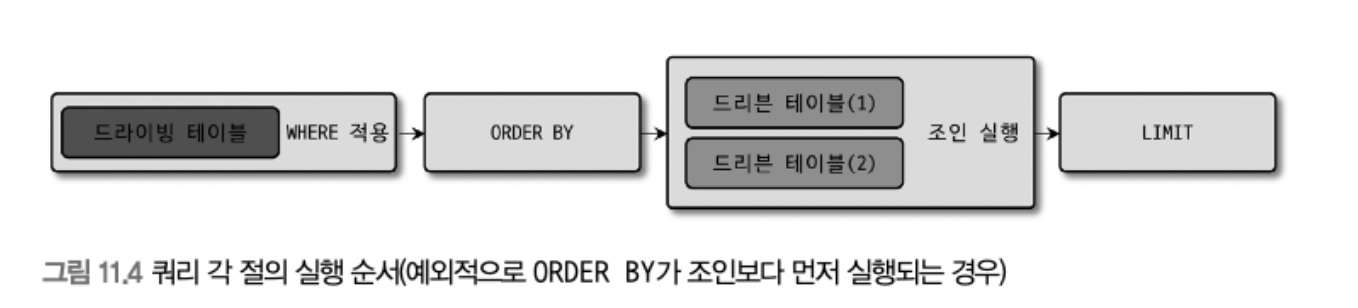 드라이빙 테이블 WHERE 적용
ORDER BY
드리븐 테이블(1)
드리븐 테이블(2)
조인 실행
LIMIT
그림 11.4 쿼리 각 절의 실행 순서(예외적으로 ORDER BY가 조인보다 먼저 실행되는 경우)